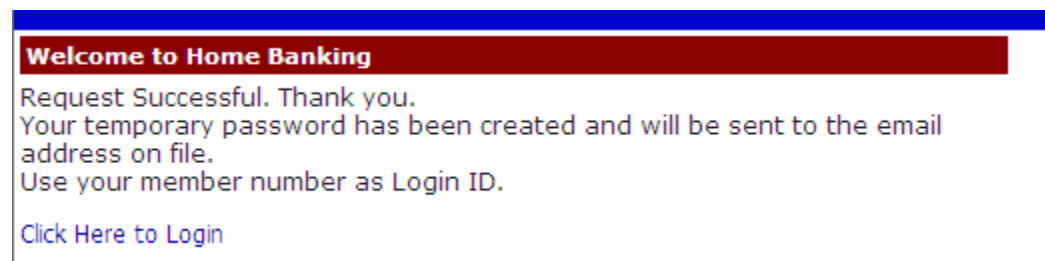 Welcome to Home Banking
Request Successful. Thank you.
Your temporary password has been created and will be sent to the email
address on file.
Use your member number as Login ID.
Click Here to Login